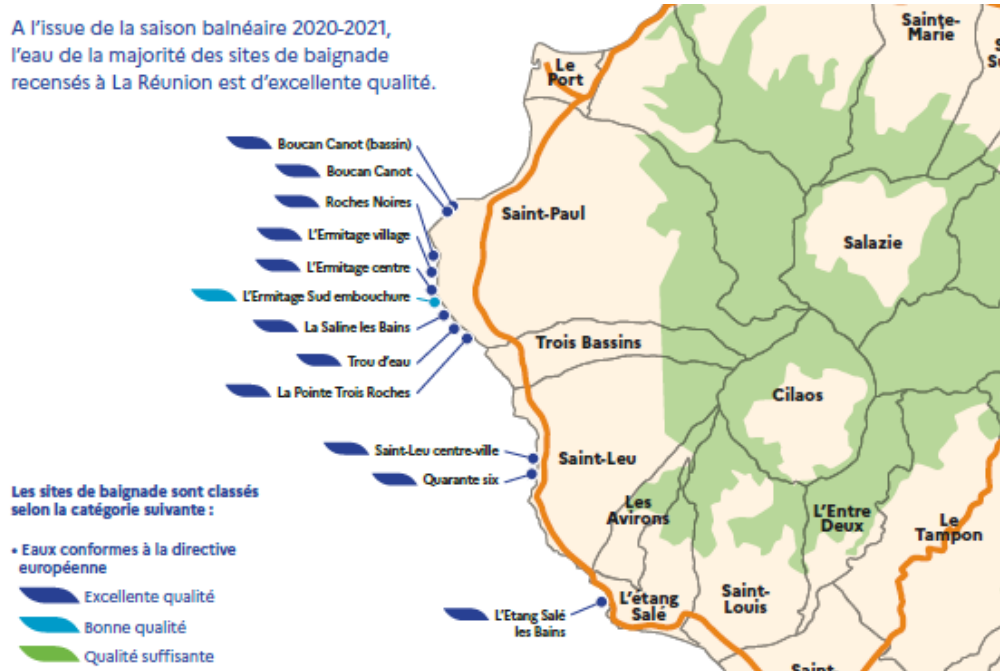 A l'issue de la saison balnéaire 2020-2021,
l'eau de la majorité des sites de baignade
recensés à La Réunion est d'excellente qualité.
Sainte-
Marie
Le
Port
Boucan Canot (bassin)
Boucan Canot
Roches Noires
L'Ermitage village
L'Ermitage centre
L'Ermitage Sud embouchure
La Saline les Bains
Trou d'eau
La Pointe Trois Roches
Saint-Paul
Salazie
Trois Bassins
Cilaos
Saint-Leu centre-ville
Quarante six
Saint-Leu
Les
Avirons
L'Entre
Deux
Le
Tampon
Les sites de baignade sont classés
selon la catégorie suivante :
• Eaux conformes à la directive
européenne
Excellente qualité
Bonne qualité
Qualité suffisante
L'Etang Salé
les Bains
L'étang
Salé
Saint-
Louis
Saint